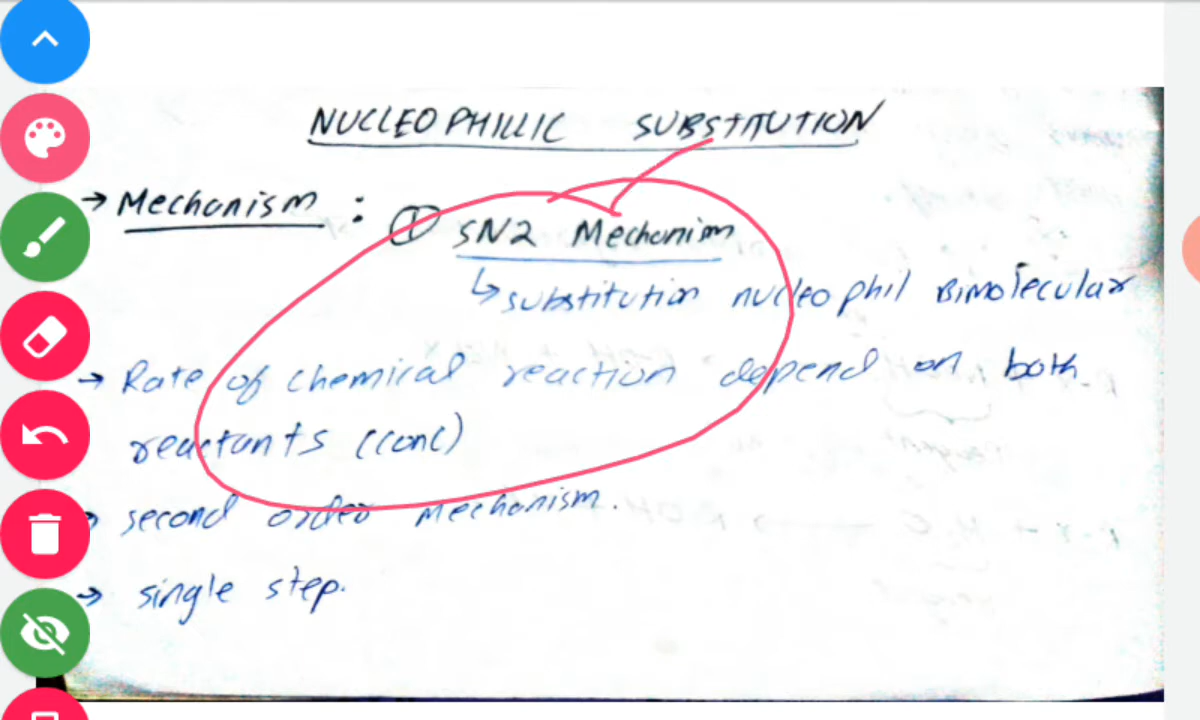 NUCLEOPHILLIC SUBSTITUTION
→ Mechanism : ① SN2 Mechanism
↳ substitution nucleophil Bimolecular
→ Rate of chemical reaction depend on both
reactants (conc)
→ second order mechanism.
→ single step.